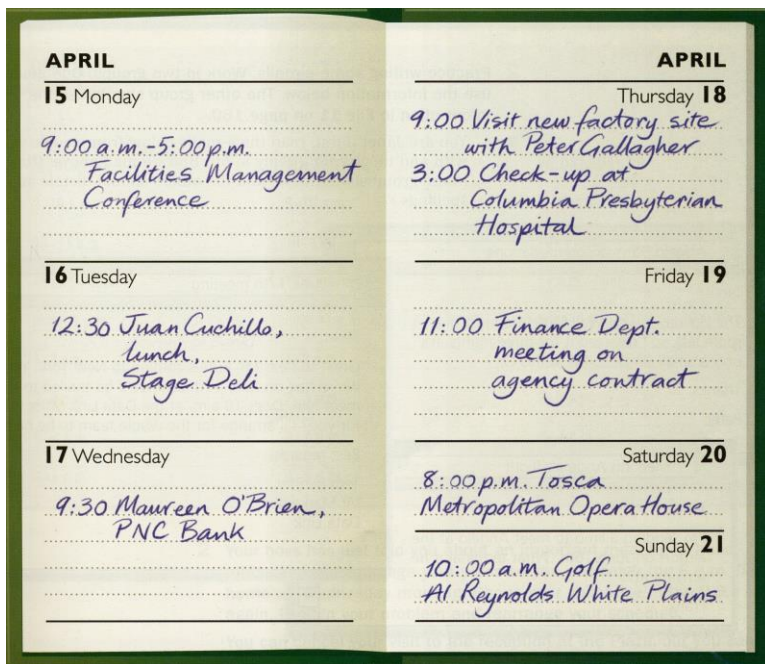 APRIL
15 Monday
9:00 a.m.-5:00 p.m.
Facilities Management
Conference
16 Tuesday
12:30 Juan Cuchillo,
lunch,
Stage Deli
17 Wednesday
9:30 Maureen O'Brien,
PNC Bank
APRIL
Thursday 18
9:00 Visit new factory site
with Peter Gallagher
3:00 Check-up at
Columbia Presbyterian
Hospital
Friday 19
11:00 Finance Dept.
meeting on
agency contract
Saturday 20
8:00 p.m. Tosca
Metropolitan Opera House
Sunday 21
10:00 a.m. Golf
Al Reynolds White Plains